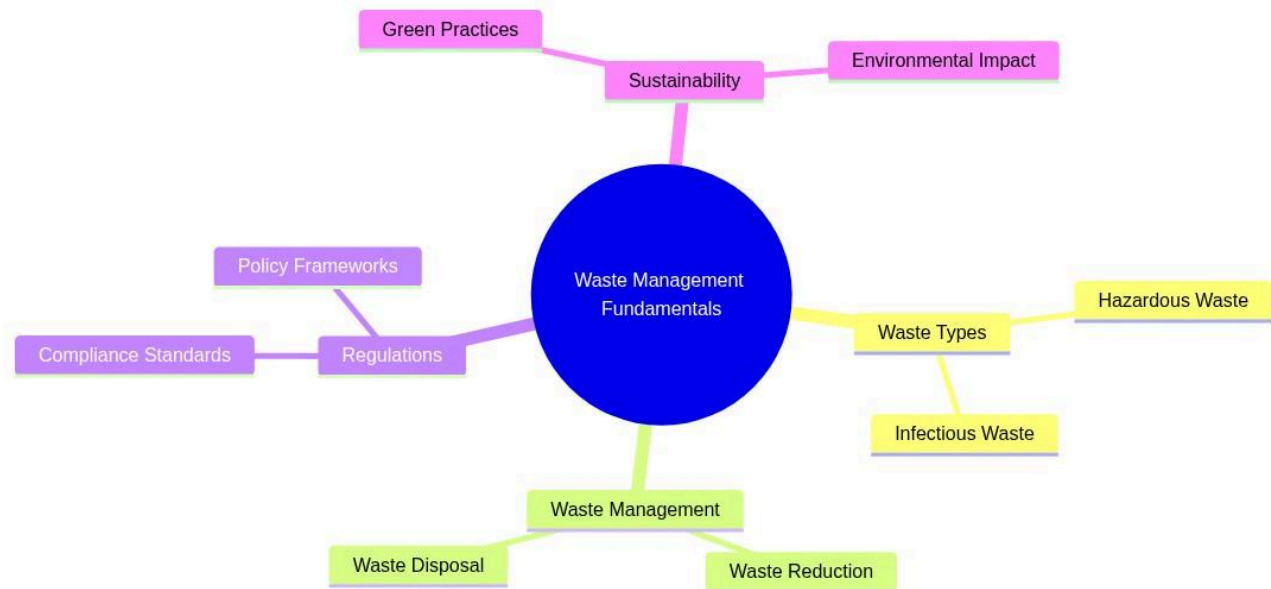 Green Practices
Environmental Impact
Sustainability
Policy Frameworks
Waste Management
Fundamentals
Hazardous Waste
Waste Types
Compliance Standards
Regulations
Infectious Waste
Waste Management
Waste Disposal
Waste Reduction